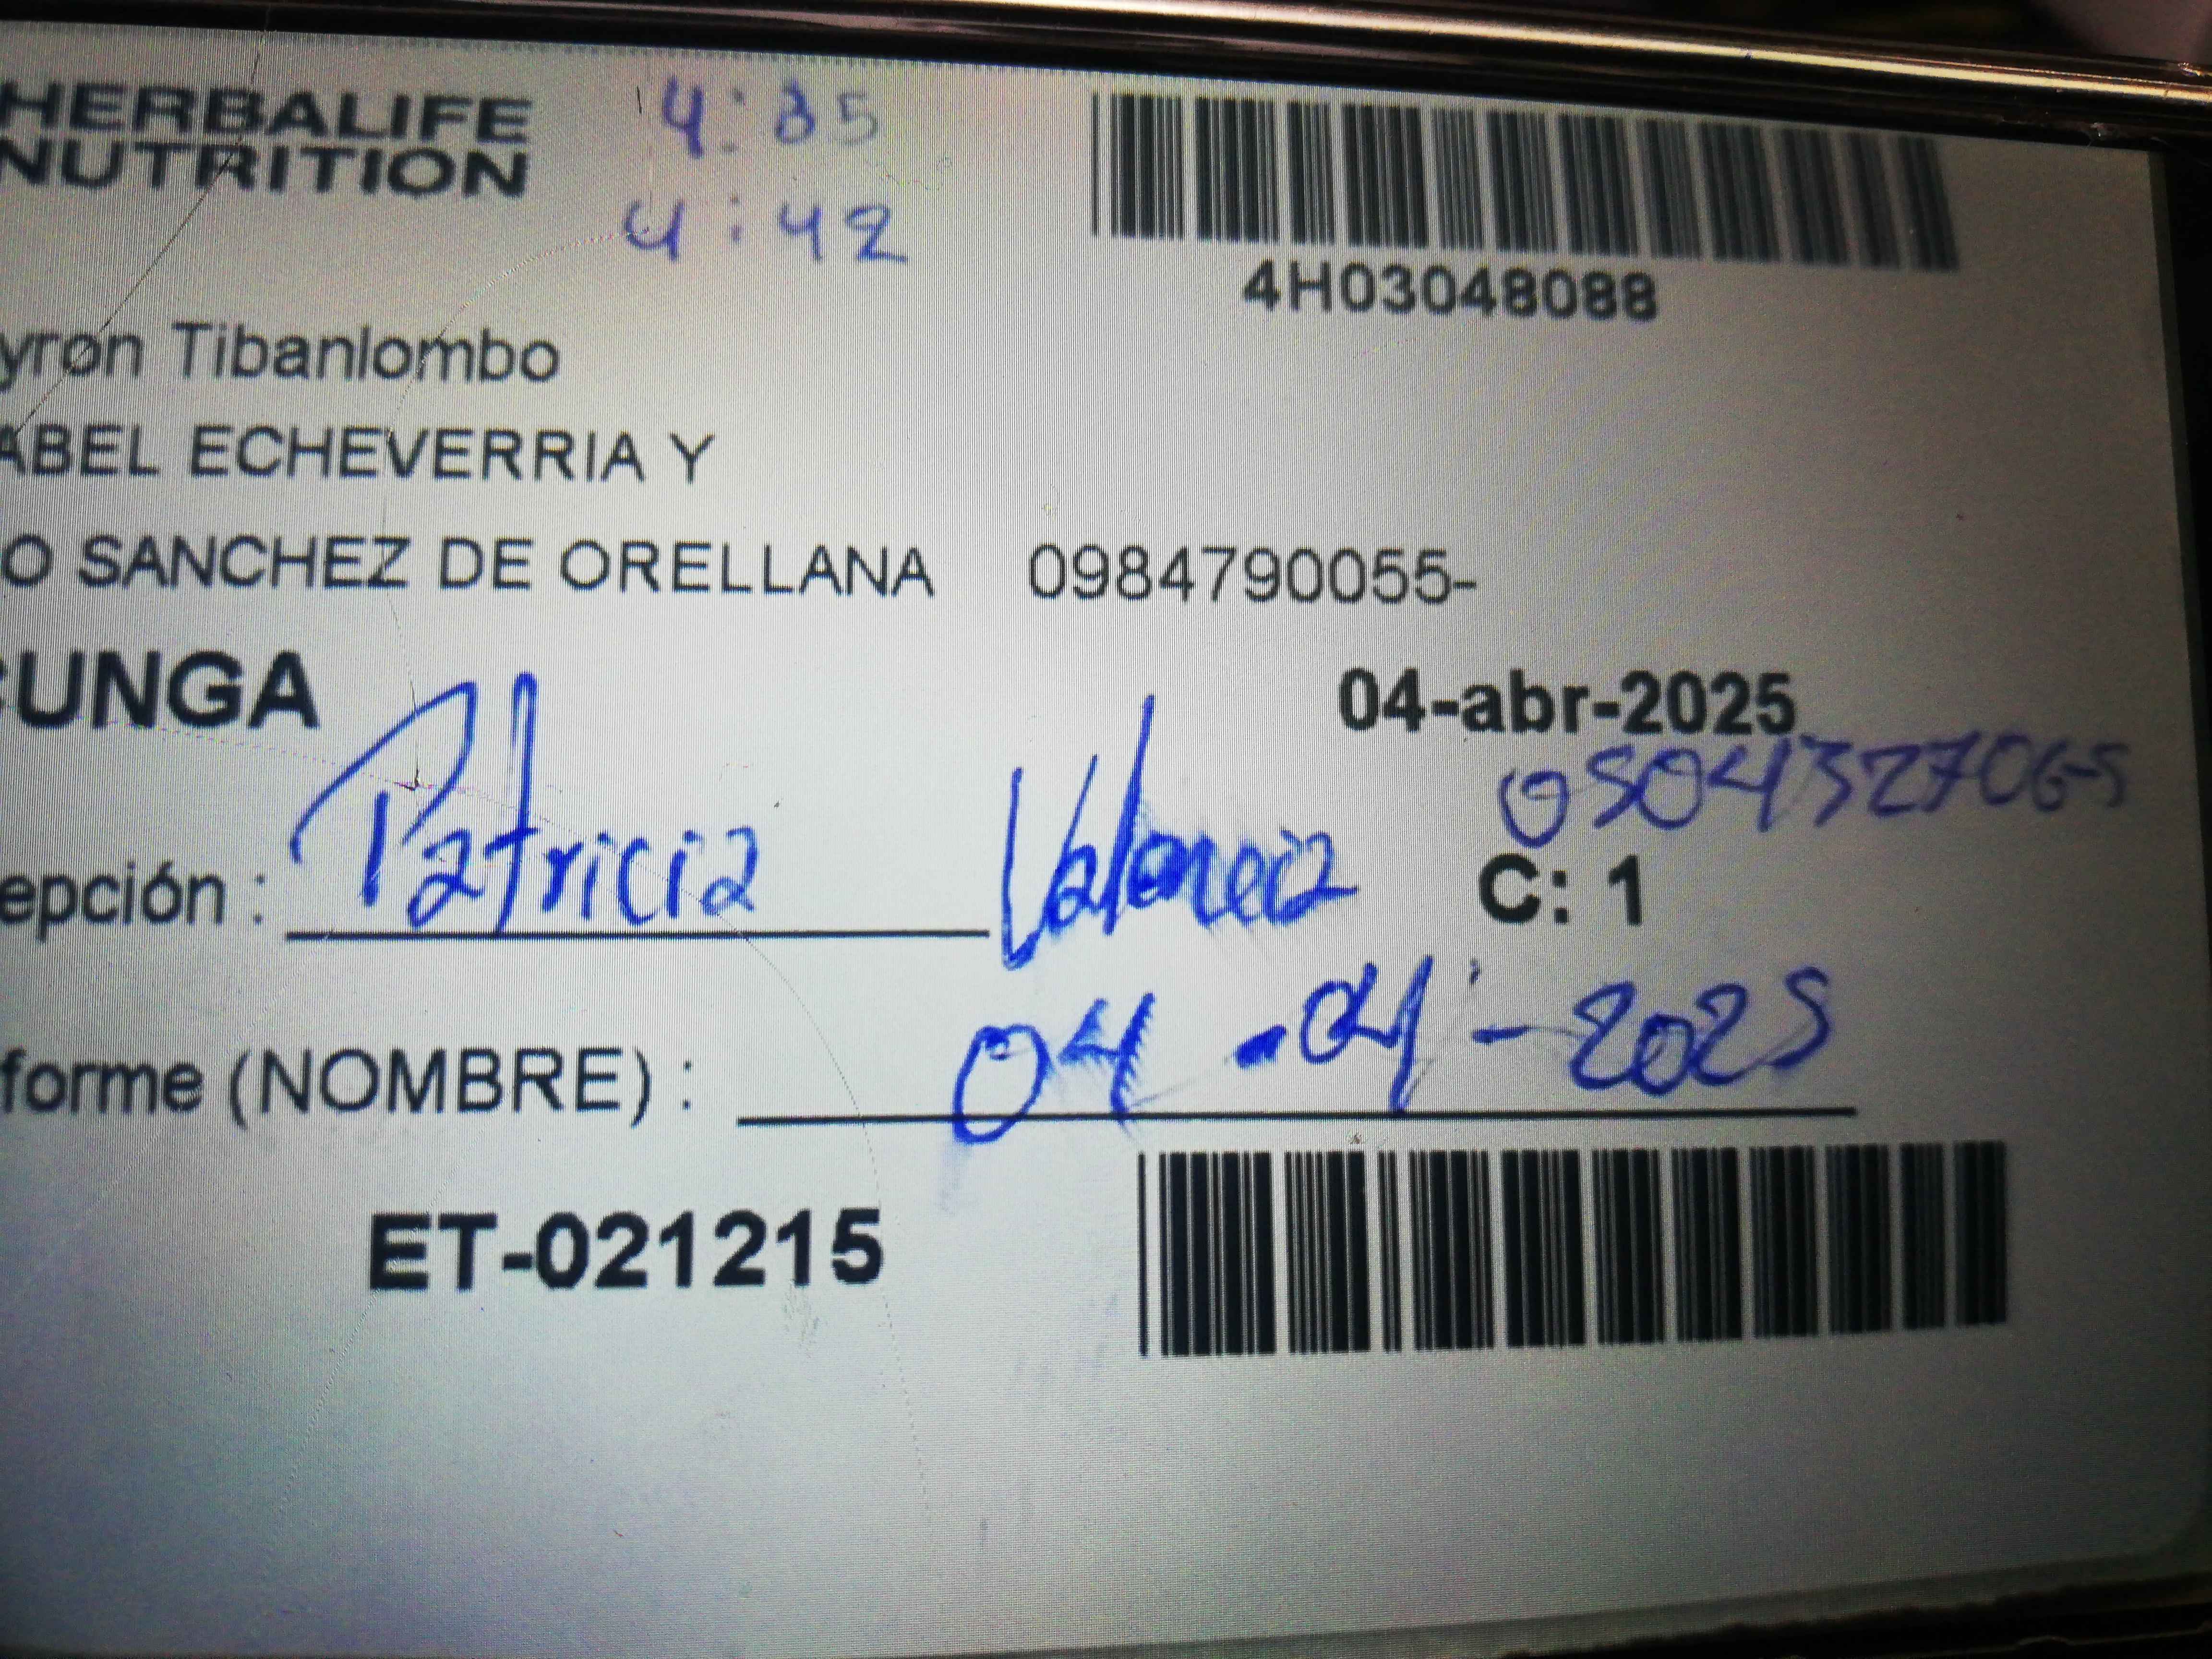 HERBALIFE
NUTRITION
4:35
4:42
4H03048088
yron Tibanlombo
ABEL ECHEVERRIA Y
O SANCHEZ DE ORELLANA 0984790055-
CUNGA
04-abr-2025
0504327065
epción : Patricia Valencia C: 1
forme (NOMBRE) : 04-04-2025
ET-021215